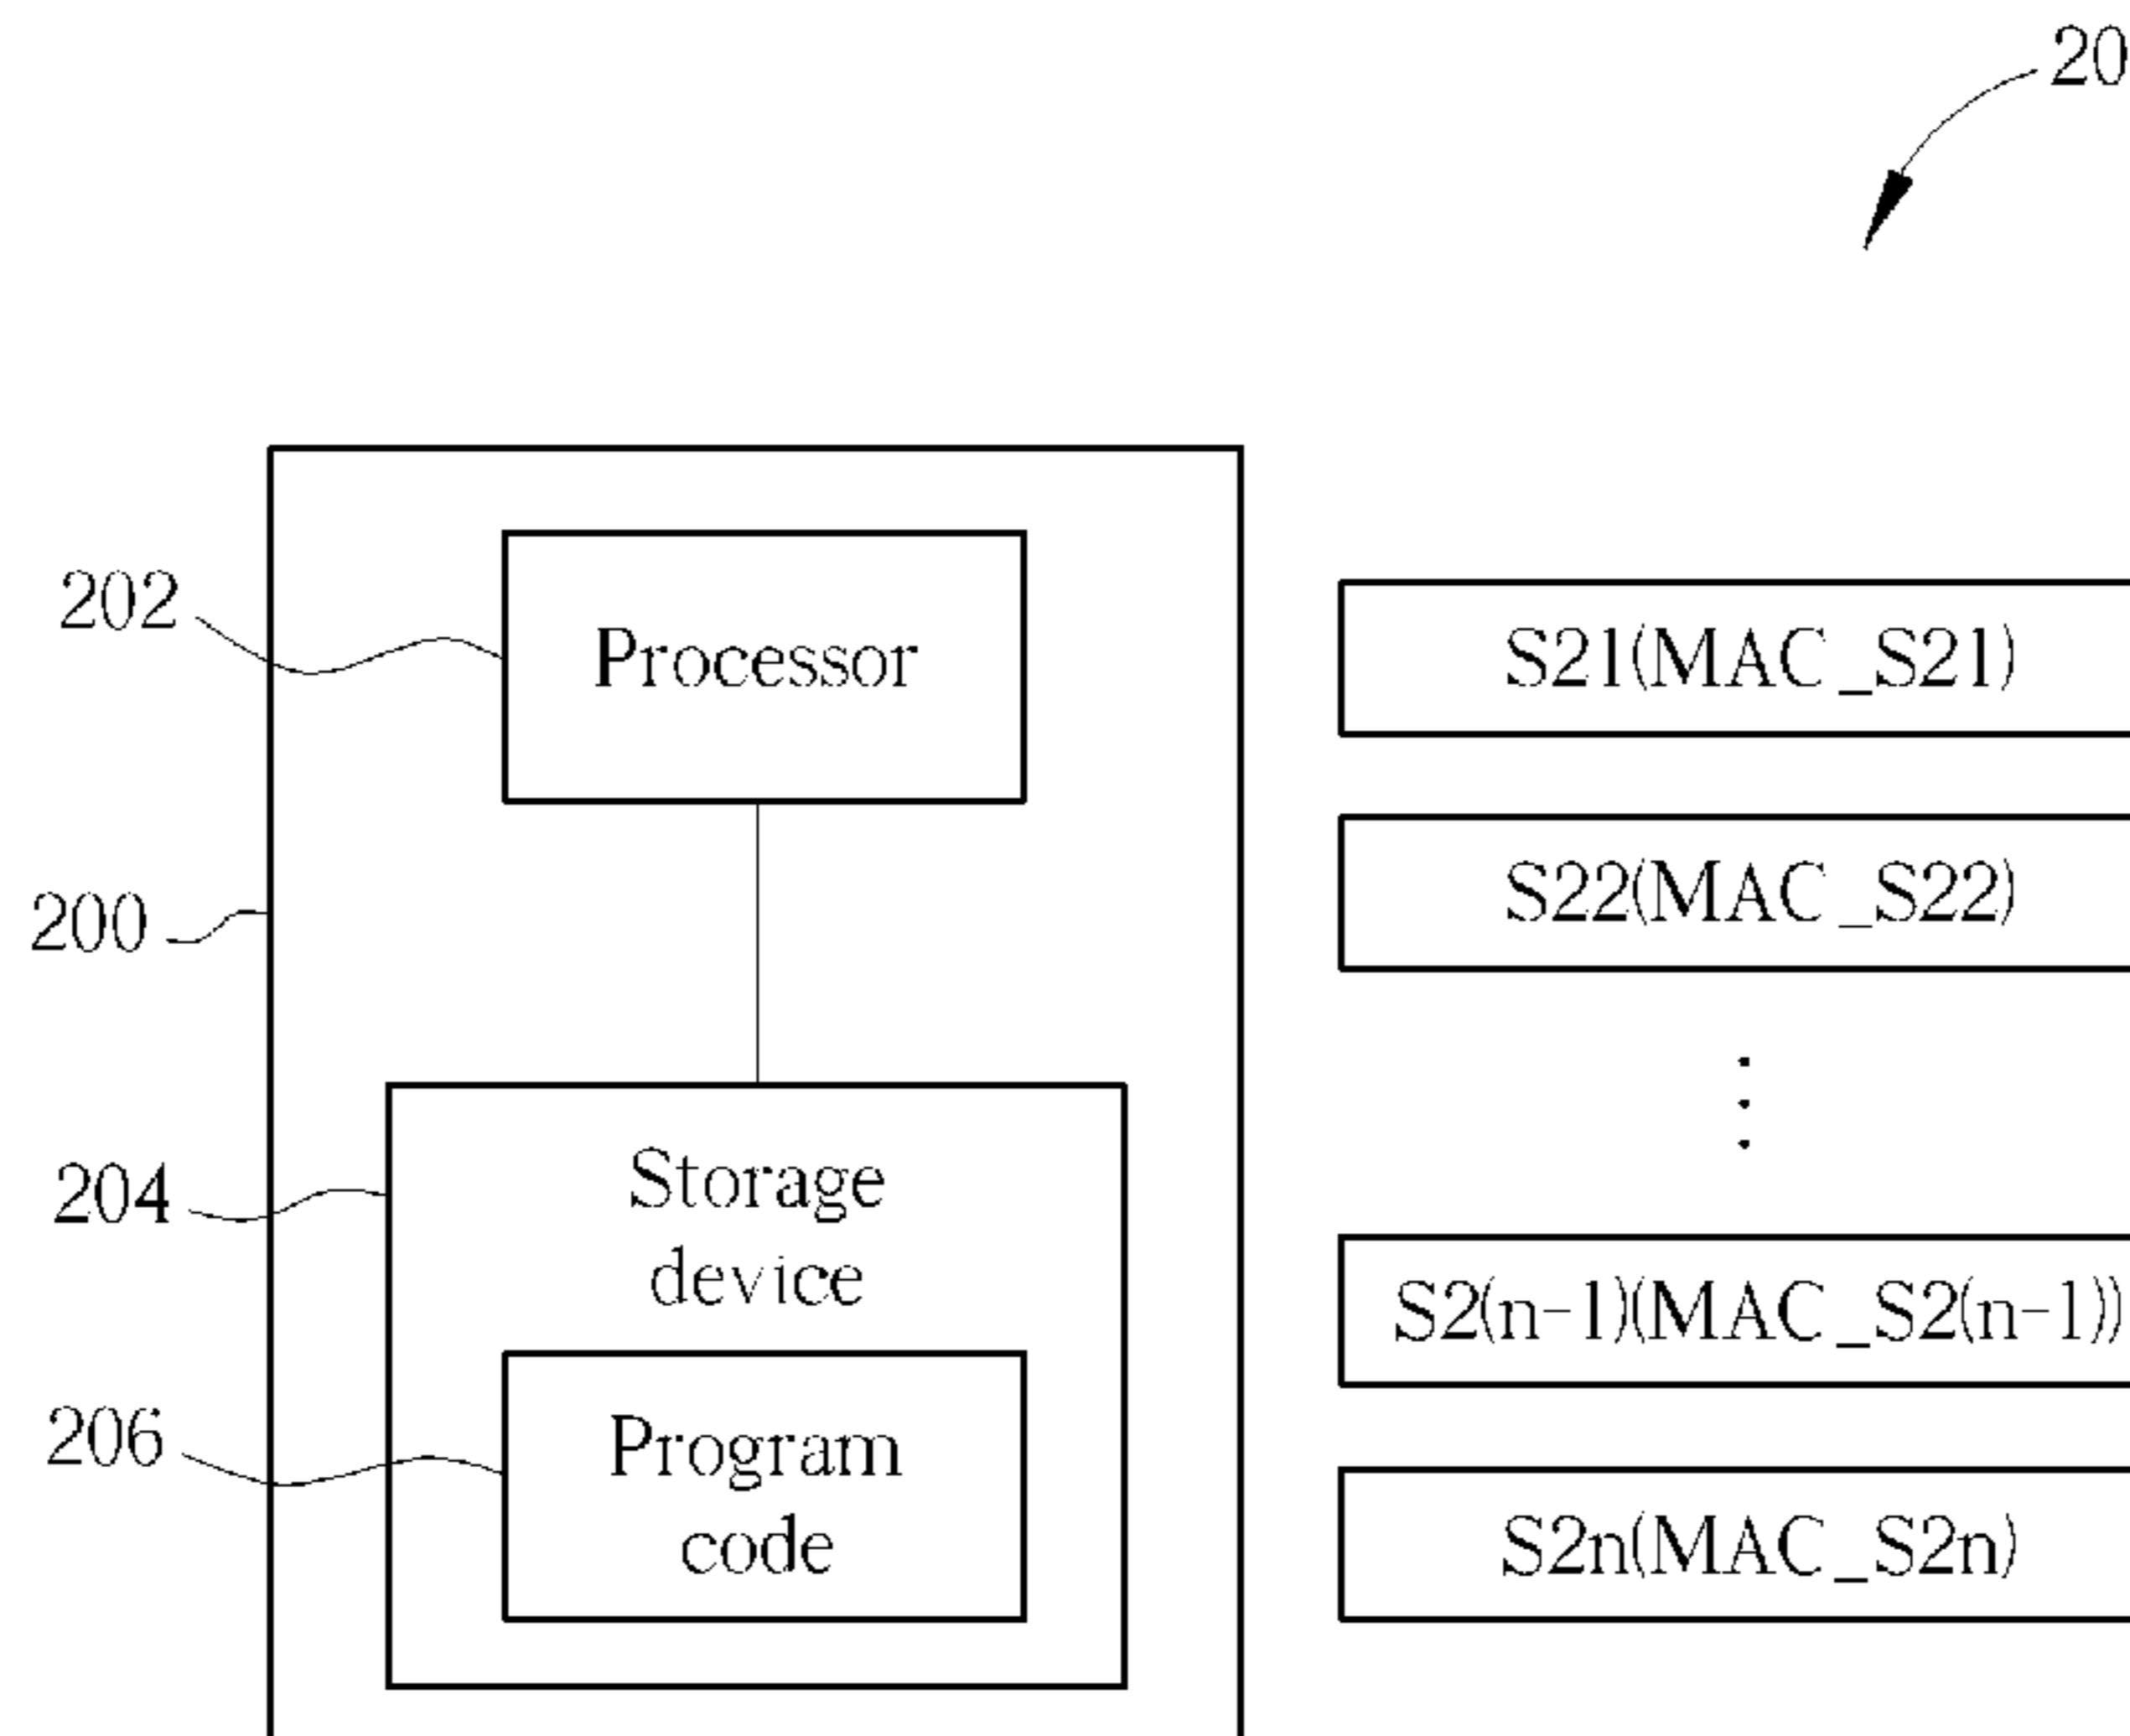 20
202
Processor
S21(MAC_S21)
200
S22(MAC_S22)
204
Storage
device
S2(n-1)(MAC_S2(n-1))
206
Program
code
S2n(MAC_S2n)